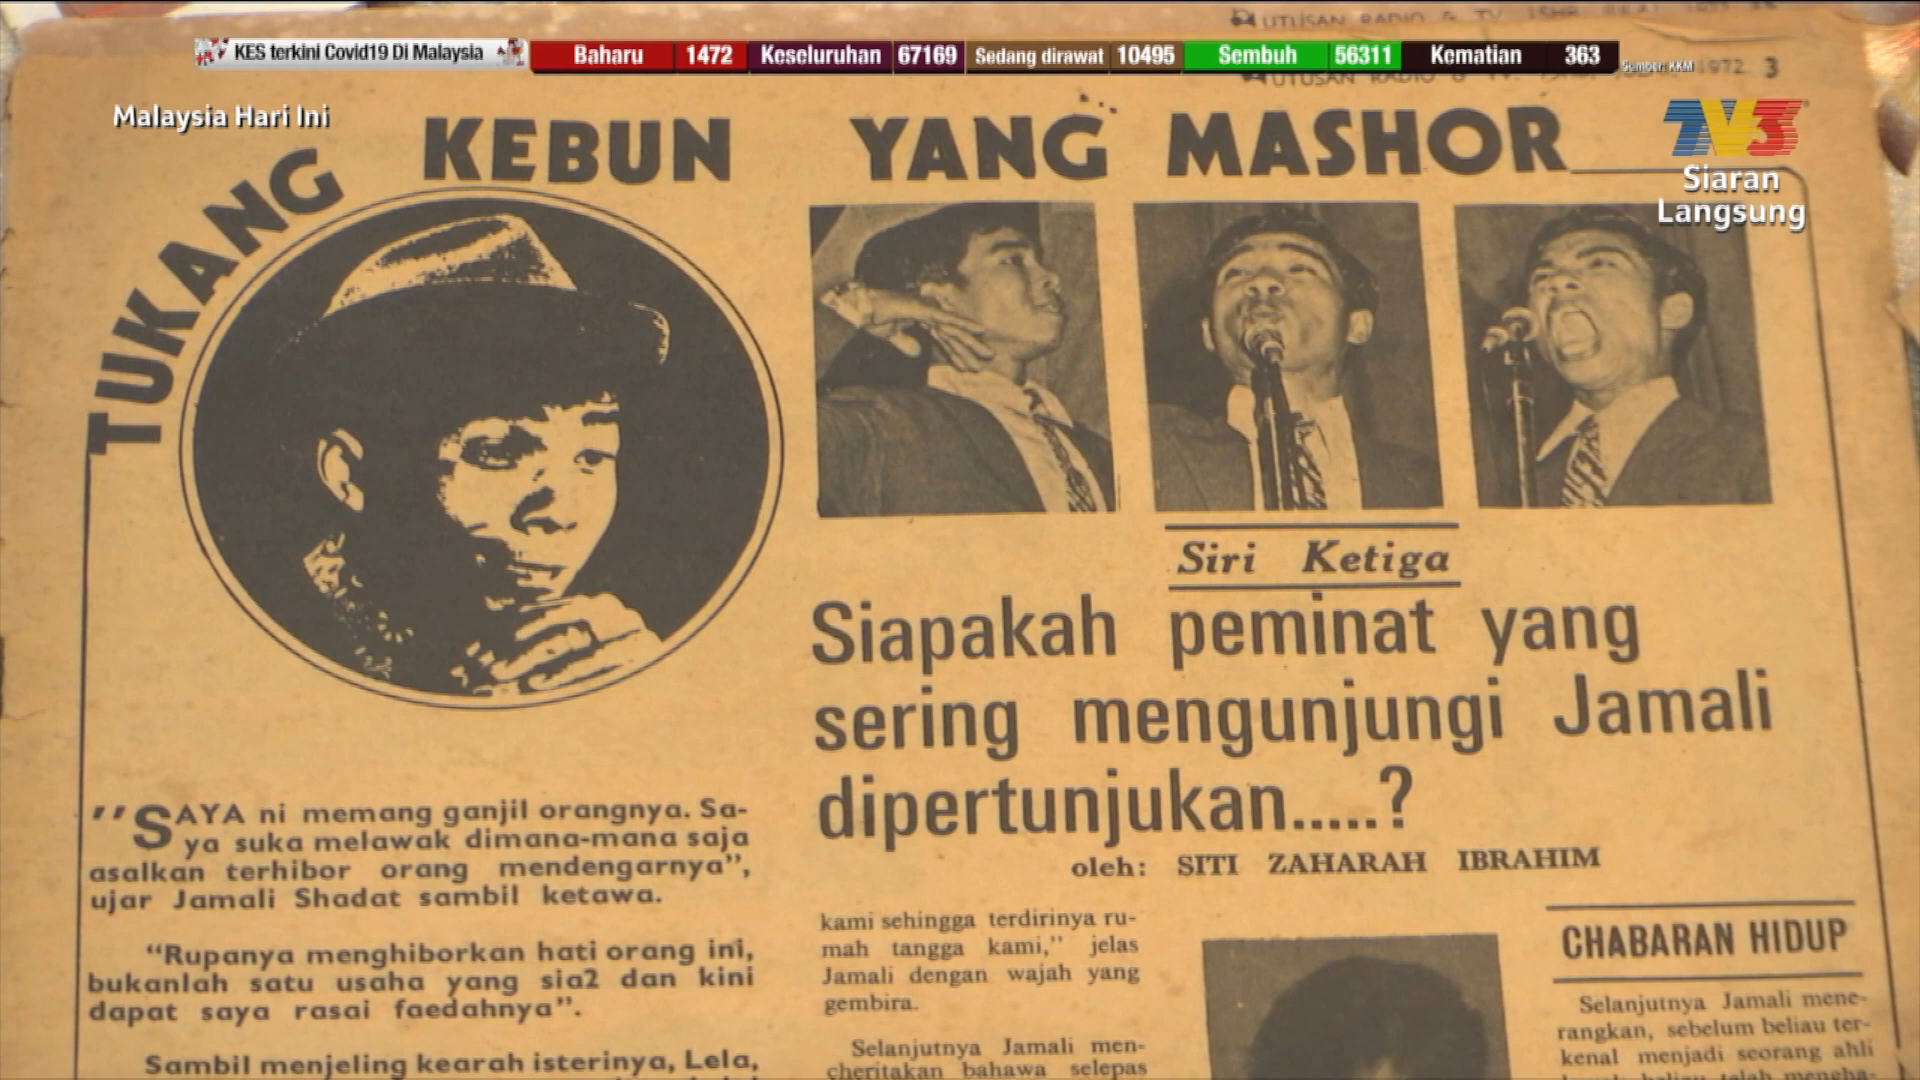 KES terkini Covid19 Di Malaysia Baharu 1472 Keseluruhan 67169 Sedang dirawat 10495 Sembuh 56311 Kematian 363 Sumber: KKM
1972 3
Malaysia Hari Ini
TV3
Siaran
Langsung
TUKANG KEBUN YANG MASHOR
Siri Ketiga
Siapakah peminat yang
sering mengunjungi Jamali
dipertunjukan.....?
oleh: SITI ZAHARAH IBRAHIM
"SAYA ni memang ganjil orangnya. Sa-
ya suka melawak dimana-mana saja
asalkan terhibor orang mendengarnya",
ujar Jamali Shadat sambil ketawa.
"Rupanya menghiborkan hati orang ini,
bukanlah satu usaha yang sia2 dan kini
dapat saya rasai faedahnya".
Sambil menjeling kearah isterinya, Lela,
kami sehingga terdirinya ru-
mah tangga kami," jelas
Jamali dengan wajah yang
gembira.
Selanjutnya Jamali men-
cheritakan bahawa selepas
CHABARAN HIDUP
Selanjutnya Jamali mene-
rangkan, sebelum beliau ter-
kenal menjadi seorang ahli